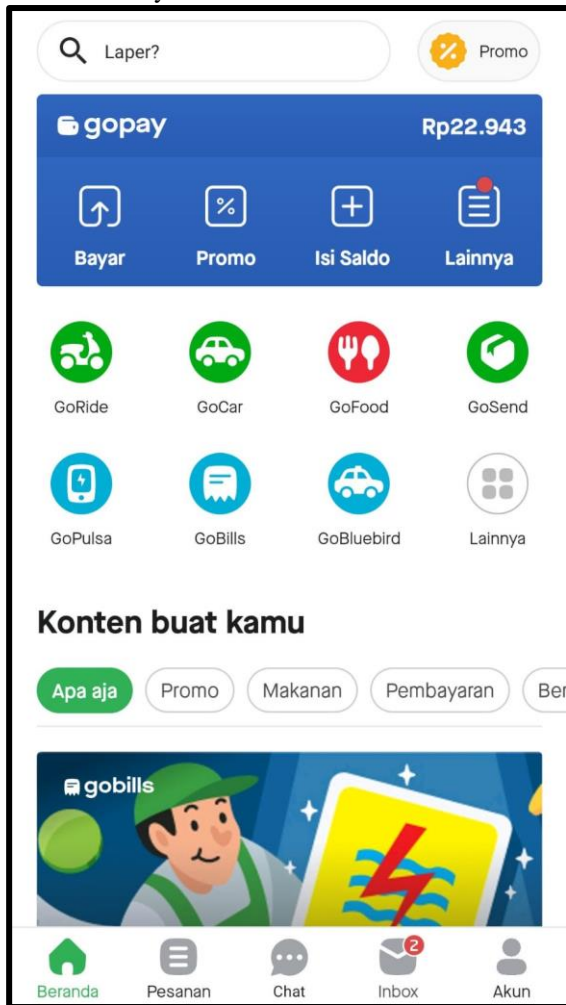 Laper?
Promo
gopay
Rp22.943
Bayar Promo Isi Saldo Lainnya
GoRide GoCar GoFood GoSend
GoPulsa GoBills GoBluebird Lainnya
Konten buat kamu
Apa aja Promo Makanan Pembayaran Ber
gobills
2
Beranda Pesanan Chat Inbox Akun